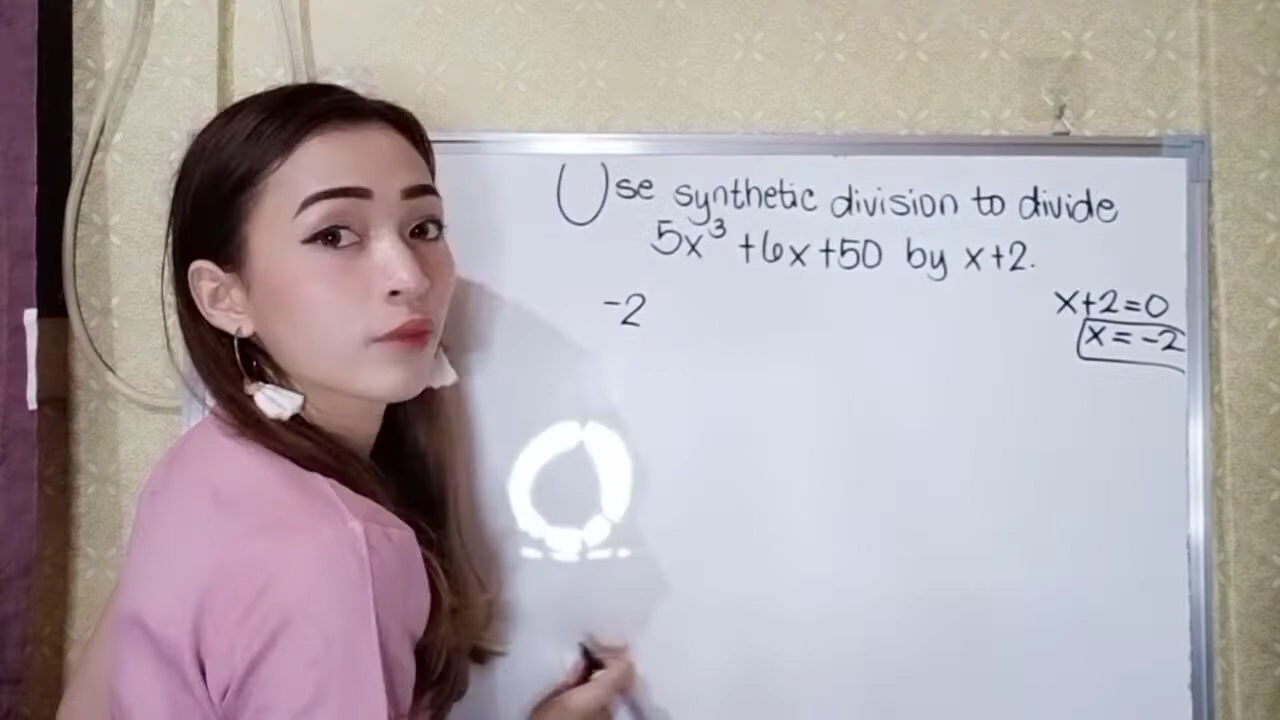 Use synthetic division to divide
5x³ +6x+50 by x+2.
-2
x+2=0
x = -2